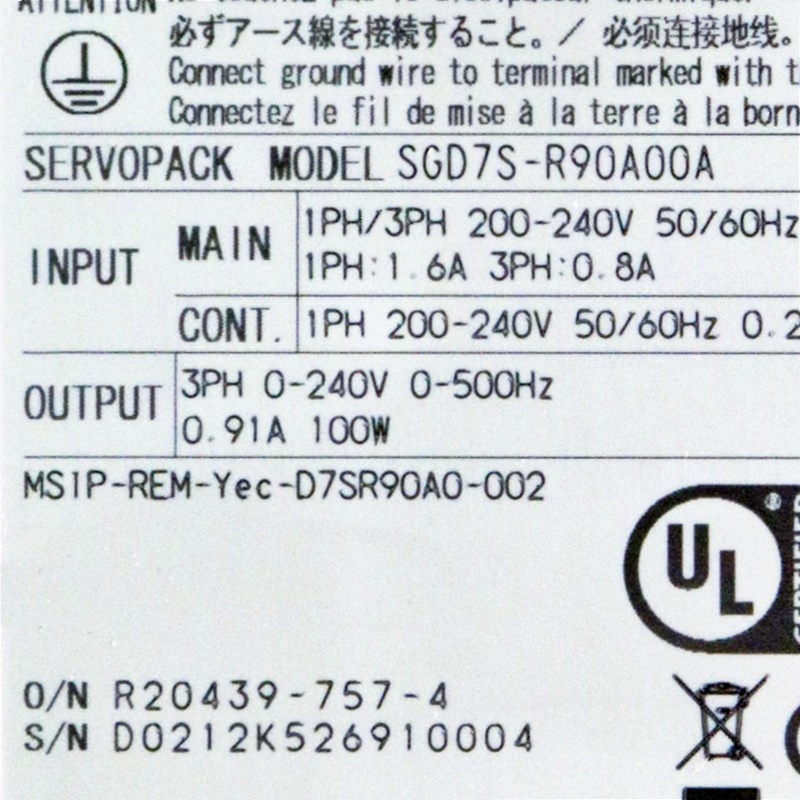 ATTENTION
必ずアース線を接続すること。/ 必须连接地线。
Connect ground wire to terminal marked with
Connectez le fil de mise à la terre à la
SERVOPACK MODEL SGD7S-R90A00A
INPUT MAIN 1PH/3PH 200-240V 50/60Hz
1PH:1.6A 3PH:0.8A
CONT. 1PH 200-240V 50/60Hz 0.2
OUTPUT 3PH 0-240V 0-500Hz
0.91A 100W
MSIP-REM-Yec-D7SR90A0-002
UL ®
O/N R20439-757-4
S/N D0212K526910004